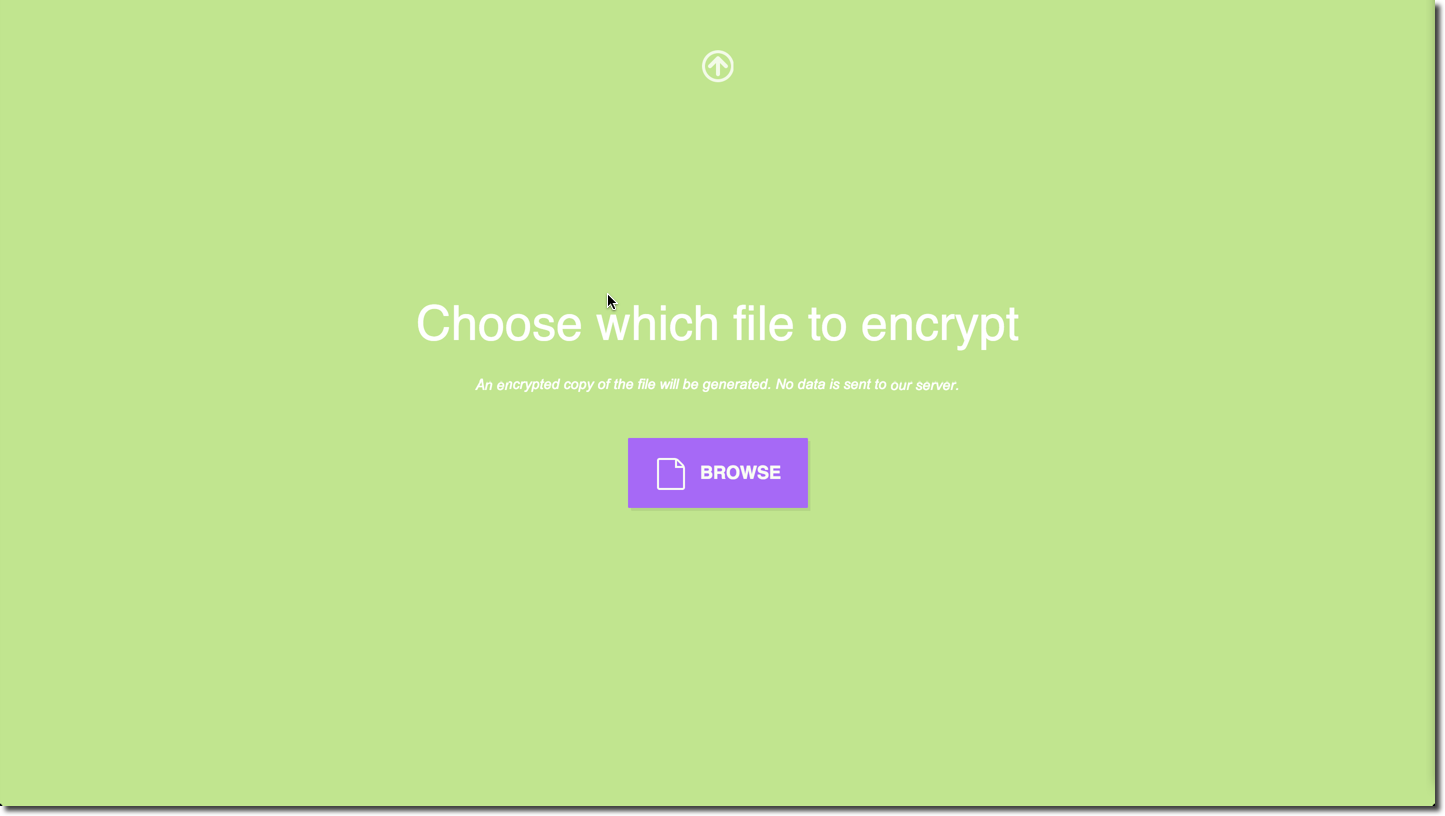 Choose which file to encrypt
An encrypted copy of the file will be generated. No data is sent to our server.
BROWSE